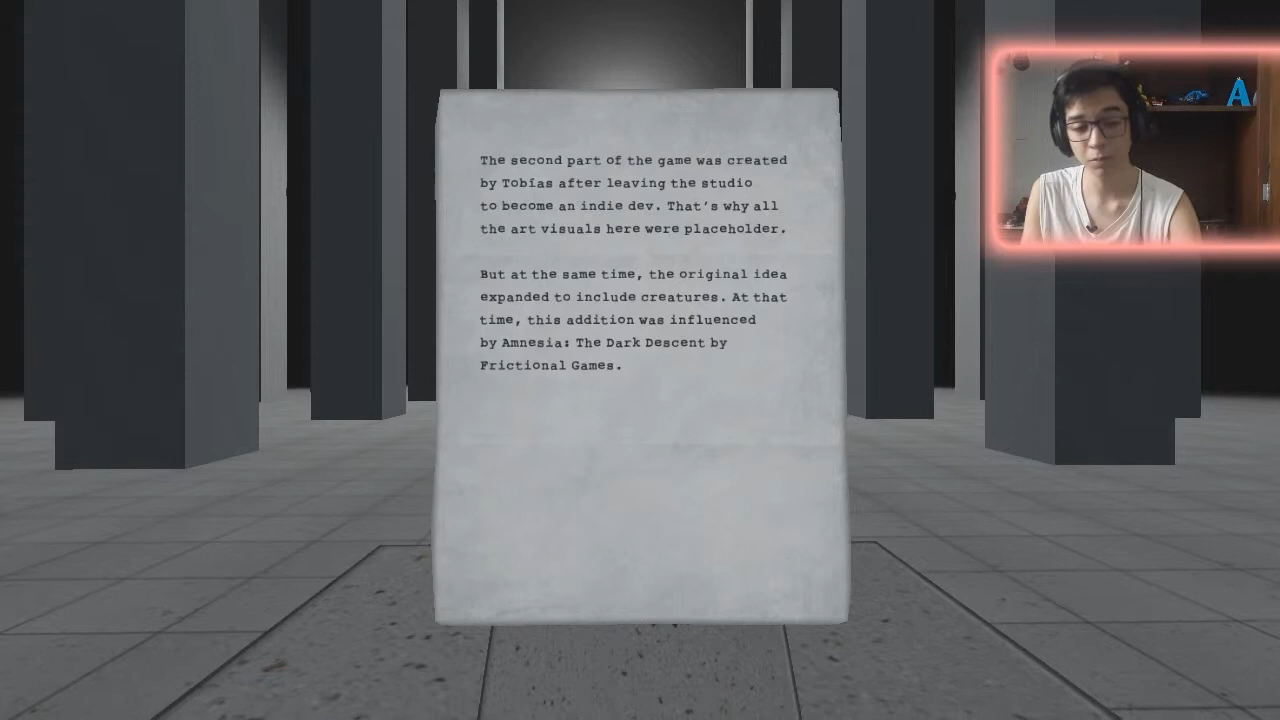 The second part of the game was created
by Tobías after leaving the studio
to become an indie dev. That's why all
the art visuals here were placeholder.
But at the same time, the original idea
expanded to include creatures. At that
time, this addition was influenced
by Amnesia: The Dark Descent by
Frictional Games.
A